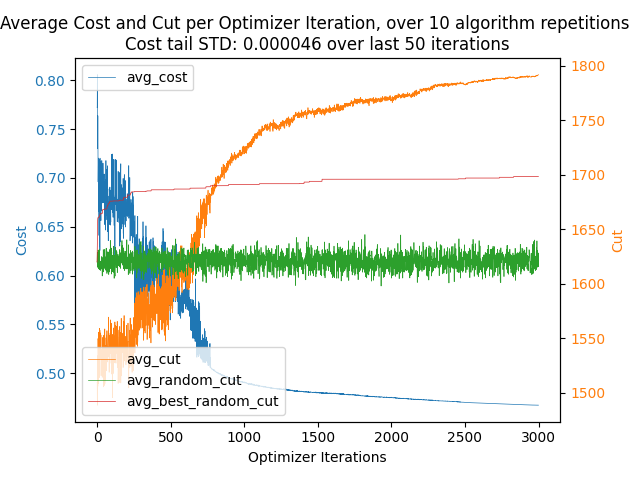 Average Cost and Cut per Optimizer Iteration, over 10 algorithm repetitions
Cost tail STD: 0.000046 over last 50 iterations
avg_cost
0.80
0.75
0.70
0.65
0.60
0.55
0.50
Cost
1800
1750
1700
1650
1600
1550
1500
Cut
avg_cut
avg_random_cut
avg_best_random_cut
0
500
1000
1500
2000
2500
3000
Optimizer Iterations